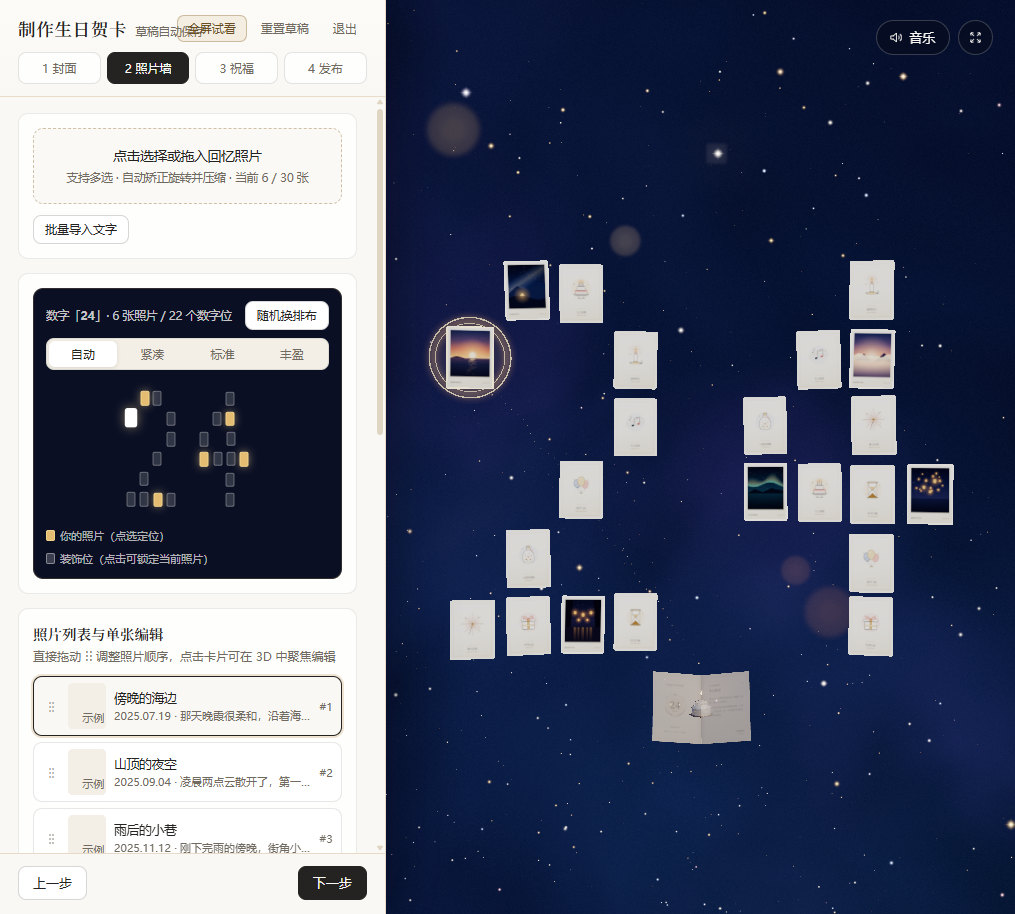 制作生日贺卡
草稿自动保存
全屏试看
重置草稿
退出
1 封面
2 照片墙
3 祝福
4 发布
点击选择或拖入回忆照片
支持多选 · 自动矫正旋转并压缩 · 当前 6 / 30 张
批量导入文字
数字「24」· 6 张照片 / 22 个数字位
随机换排布
自动
紧凑
标准
丰盈
你的照片（点选定位）
装饰位（点击可锁定当前照片）
照片列表与单张编辑
直接拖动 ⠿ 调整照片顺序，点击卡片可在 3D 中聚焦编辑
示例
傍晚的海边
2025.07.19 · 那天晚霞很柔和，沿着海...
#1
示例
山顶的夜空
2025.09.04 · 凌晨两点云散开了，第一...
#2
示例
雨后的小巷
2025.11.12 · 刚下完雨的傍晚，街角小...
#3
上一步
下一步
音乐
24